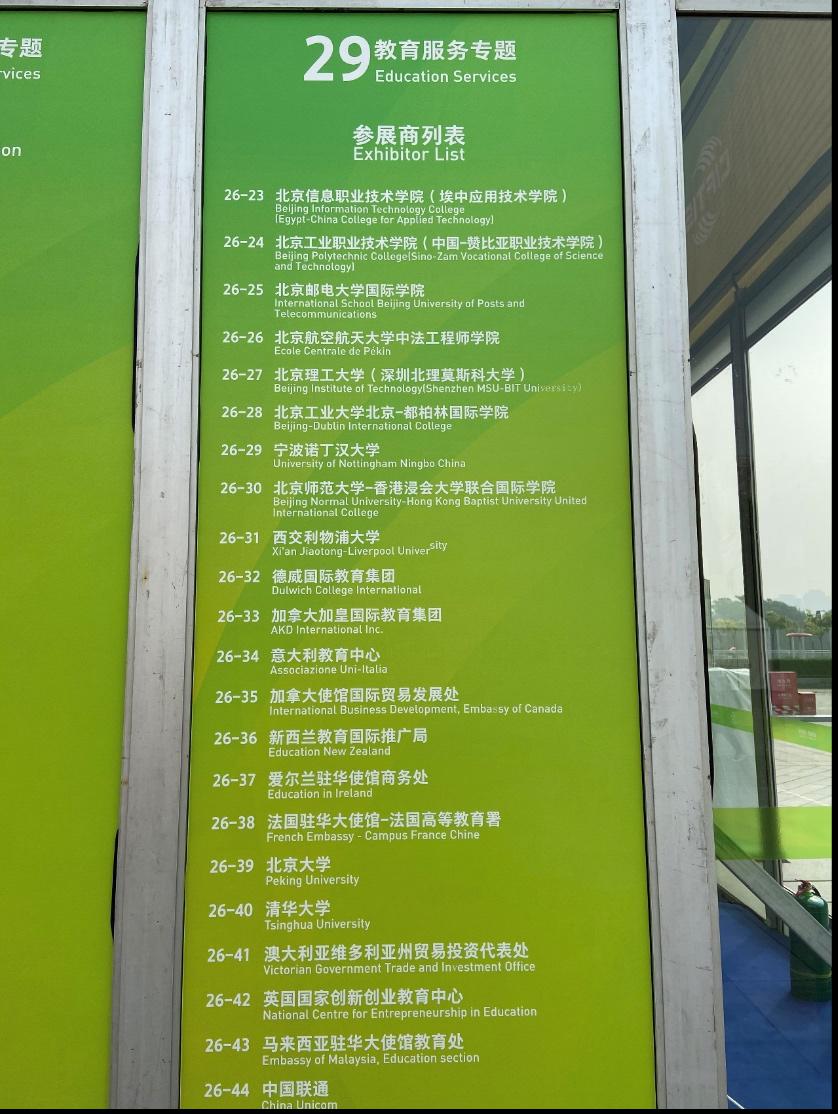 专题
rvices
on
29 教育服务专题
Education Services
参展商列表
Exhibitor List
26-23 北京信息职业技术学院（埃中应用技术学院）
Beijing Information Technology College
(Egypt-China College for Applied Technology)
26-24 北京工业职业技术学院（中国-赞比亚职业技术学院）
Beijing Polytechnic College(Sino-Zam Vocational College of Science
and Technology)
26-25 北京邮电大学国际学院
International School Beijing University of Posts and
Telecommunications
26-26 北京航空航天大学中法工程师学院
Ecole Centrale de Pékin
26-27 北京理工大学（深圳北理莫斯科大学）
Beijing Institute of Technology(Shenzhen MSU-BIT University)
26-28 北京工业大学北京-都柏林国际学院
Beijing-Dublin International College
26-29 宁波诺丁汉大学
University of Nottingham Ningbo China
26-30 北京师范大学-香港浸会大学联合国际学院
Beijing Normal University-Hong Kong Baptist University United
International College
26-31 西交利物浦大学
Xi'an Jiaotong-Liverpool University
26-32 德威国际教育集团
Dulwich College International
26-33 加拿大加皇国际教育集团
AKD International Inc.
26-34 意大利教育中心
Associazione Uni-Italia
26-35 加拿大使馆国际贸易发展处
International Business Development, Embassy of Canada
26-36 新西兰教育国际推广局
Education New Zealand
26-37 爱尔兰驻华使馆商务处
Education in Ireland
26-38 法国驻华大使馆-法国高等教育署
French Embassy - Campus France Chine
26-39 北京大学
Peking University
26-40 清华大学
Tsinghua University
26-41 澳大利亚维多利亚州贸易投资代表处
Victorian Government Trade and Investment Office
26-42 英国国家创新创业教育中心
National Centre for Entrepreneurship in Education
26-43 马来西亚驻华大使馆教育处
Embassy of Malaysia, Education section
26-44 中国联通
China Unicom